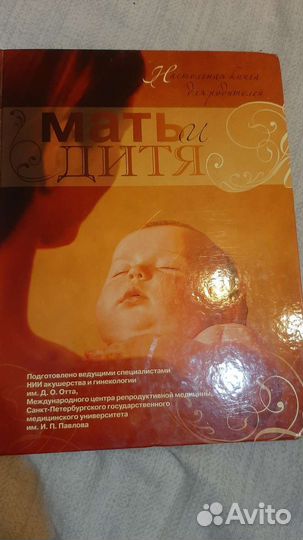 Настольная книга
для родителей
мать и
дитя
Подготовлено ведущими специалистами
НИИ акушерства и гинекологии
им. Д. О. Отта,
Международного центра репродуктивной медицины,
Санкт-Петербургского государственного
медицинского университета
им. И. П. Павлова
Avito